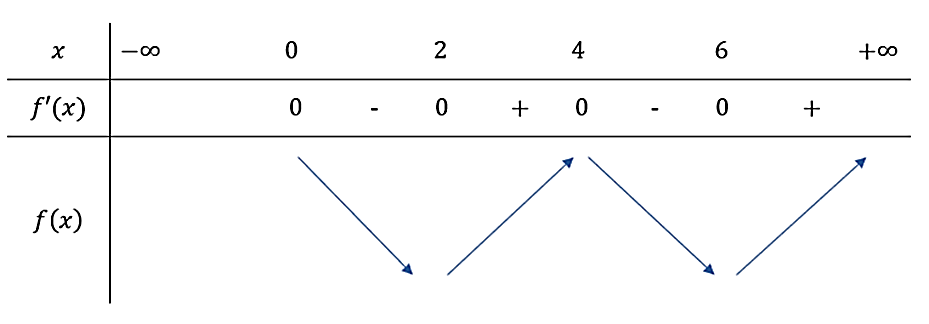 x −∞ 0 2 4 6 +∞
f′(x) 0 - 0 + 0 - 0 +
f(x)